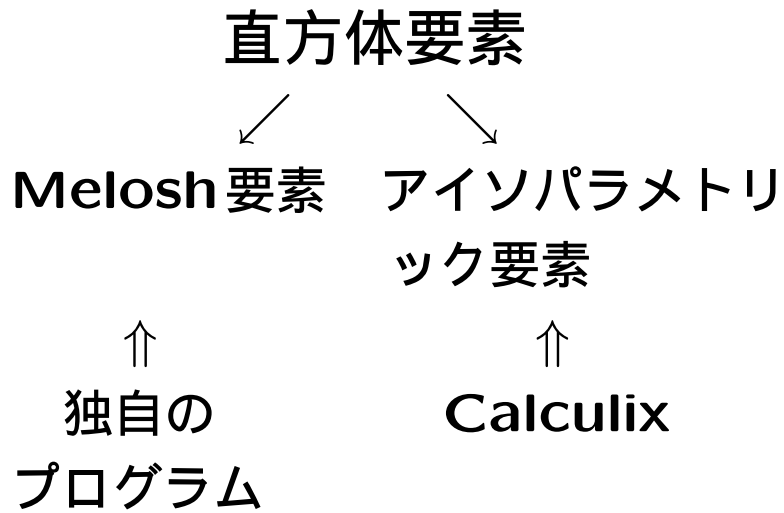 直方体要素
Melosh要素
アイソパラメトリ
ック要素
独自の
プログラム
Calculix